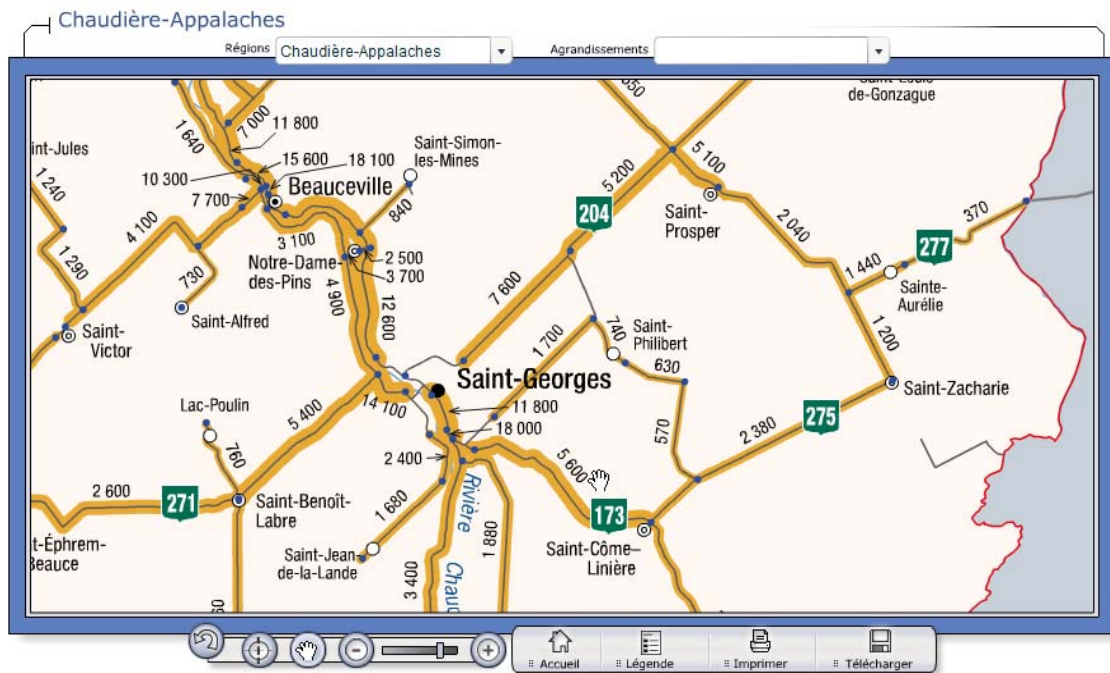 Chaudière-Appalaches
Régions
Chaudière-Appalaches
Agrandissements
de-Gonzague
7 000
11 800
1 640
Saint-Simon-
les-Mines
5 100
5 200
int-Jules
15 600
18 100
10 300
Beauceville
1 240
7 700
840
204
Saint-
Prosper
2 040
370
4 100
3 100
277
1 290
Notre-Dame-
des-Pins
2 500
3 700
730
4 900
7 600
1 440
Sainte-
Aurélie
Saint-Alfred
12 600
Saint-
Victor
1 700
740
Saint-
Philibert
1 200
630
Saint-Georges
Saint-Zacharie
Lac-Poulin
14 100
11 800
5 400
18 000
275
570
2 380
760
2 400
5 600
2 600
271
Saint-Benoît-
Labre
1 680
Rivière
173
t-Éphrem-
Beauce
Saint-Jean-
de-la-Lande
1 880
Saint-Côme–
Linière
3 400
Chaud
Accueil
Légende
Imprimer
Télécharger